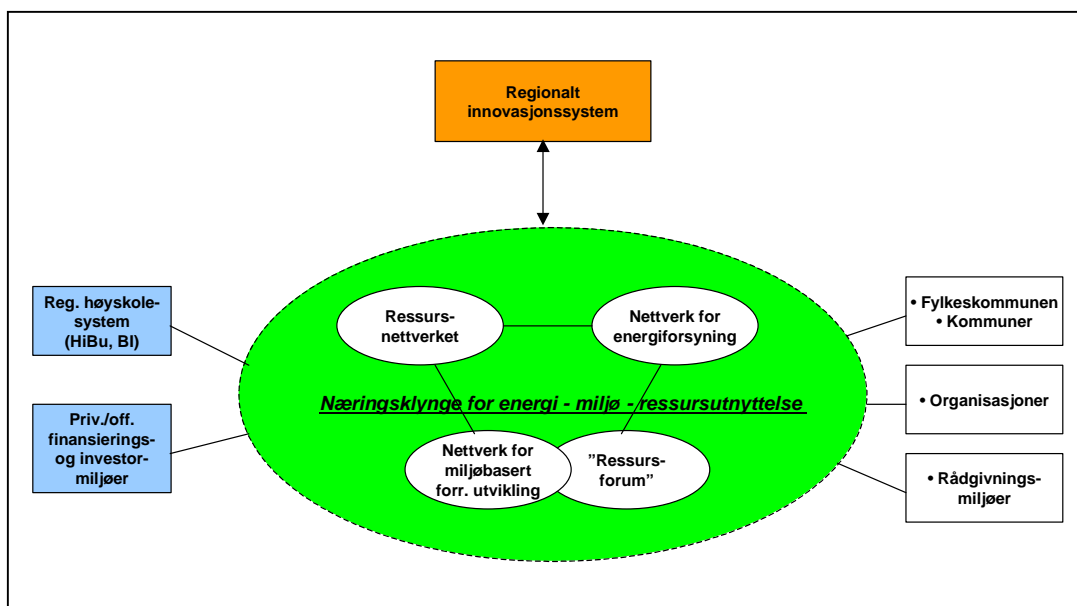 Regionalt
innovasjonssystem
Reg. høyskole-
system
(HiBu, BI)
Priv./off.
finansierings-
og investor-
miljøer
Ressurs-
nettverket
Nettverk for
energiforsyning
Næringsklynge for energi - miljø - ressursutnyttelse
Nettverk for
miljøbasert
forr. utvikling
”Ressurs-
forum”
• Fylkeskommunen
• Kommuner
• Organisasjoner
• Rådgivnings-
miljøer